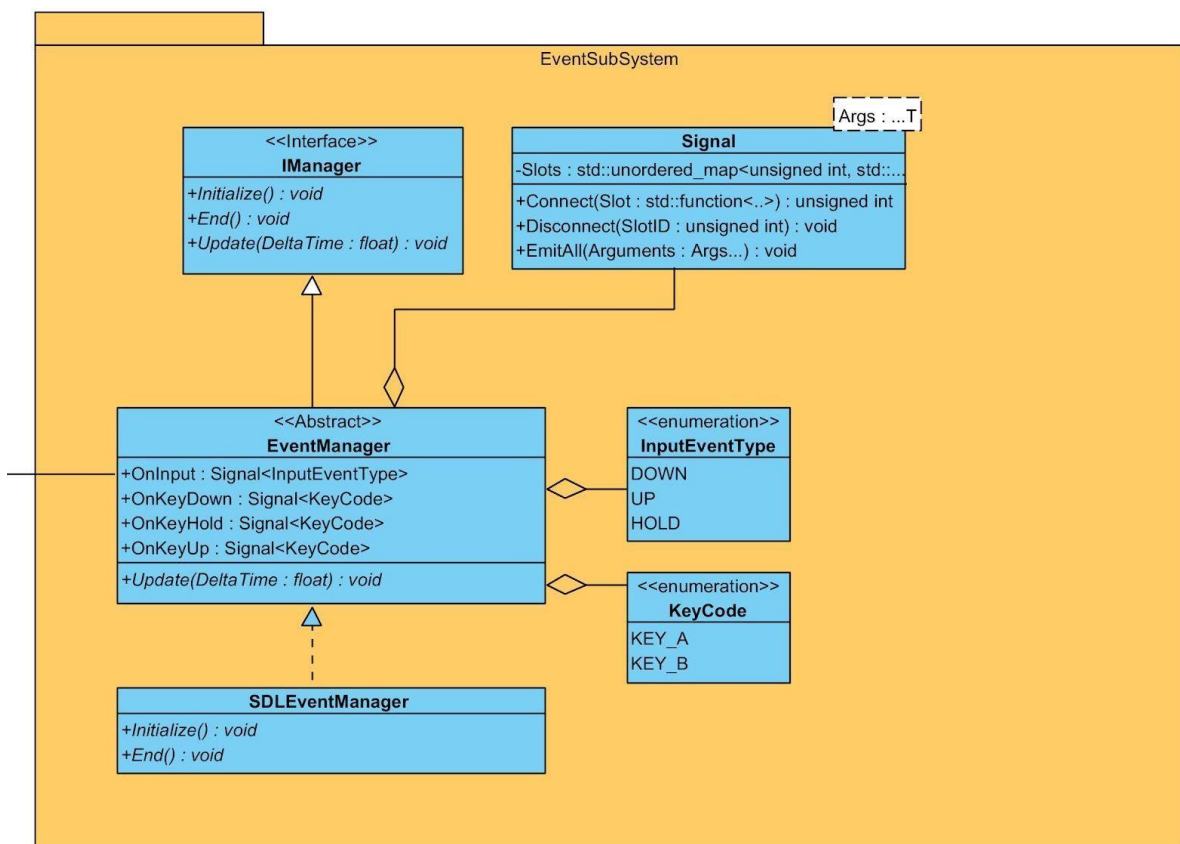 EventSubSystem
Args : ...T
<<Interface>>
IManager
+Initialize() : void
+End() : void
+Update(DeltaTime : float) : void
Signal
-Slots : std::unordered_map<unsigned int, std::...
+Connect(Slot : std::function<..>) : unsigned int
+Disconnect(SlotID : unsigned int) : void
+EmitAll(Arguments : Args...) : void
<<Abstract>>
EventManager
+OnInput : Signal<InputEventType>
+OnKeyDown : Signal<KeyCode>
+OnKeyHold : Signal<KeyCode>
+OnKeyUp : Signal<KeyCode>
+Update(DeltaTime : float) : void
<<enumeration>>
InputEventType
DOWN
UP
HOLD
<<enumeration>>
KeyCode
KEY_A
KEY_B
SDLEventManager
+Initialize() : void
+End() : void